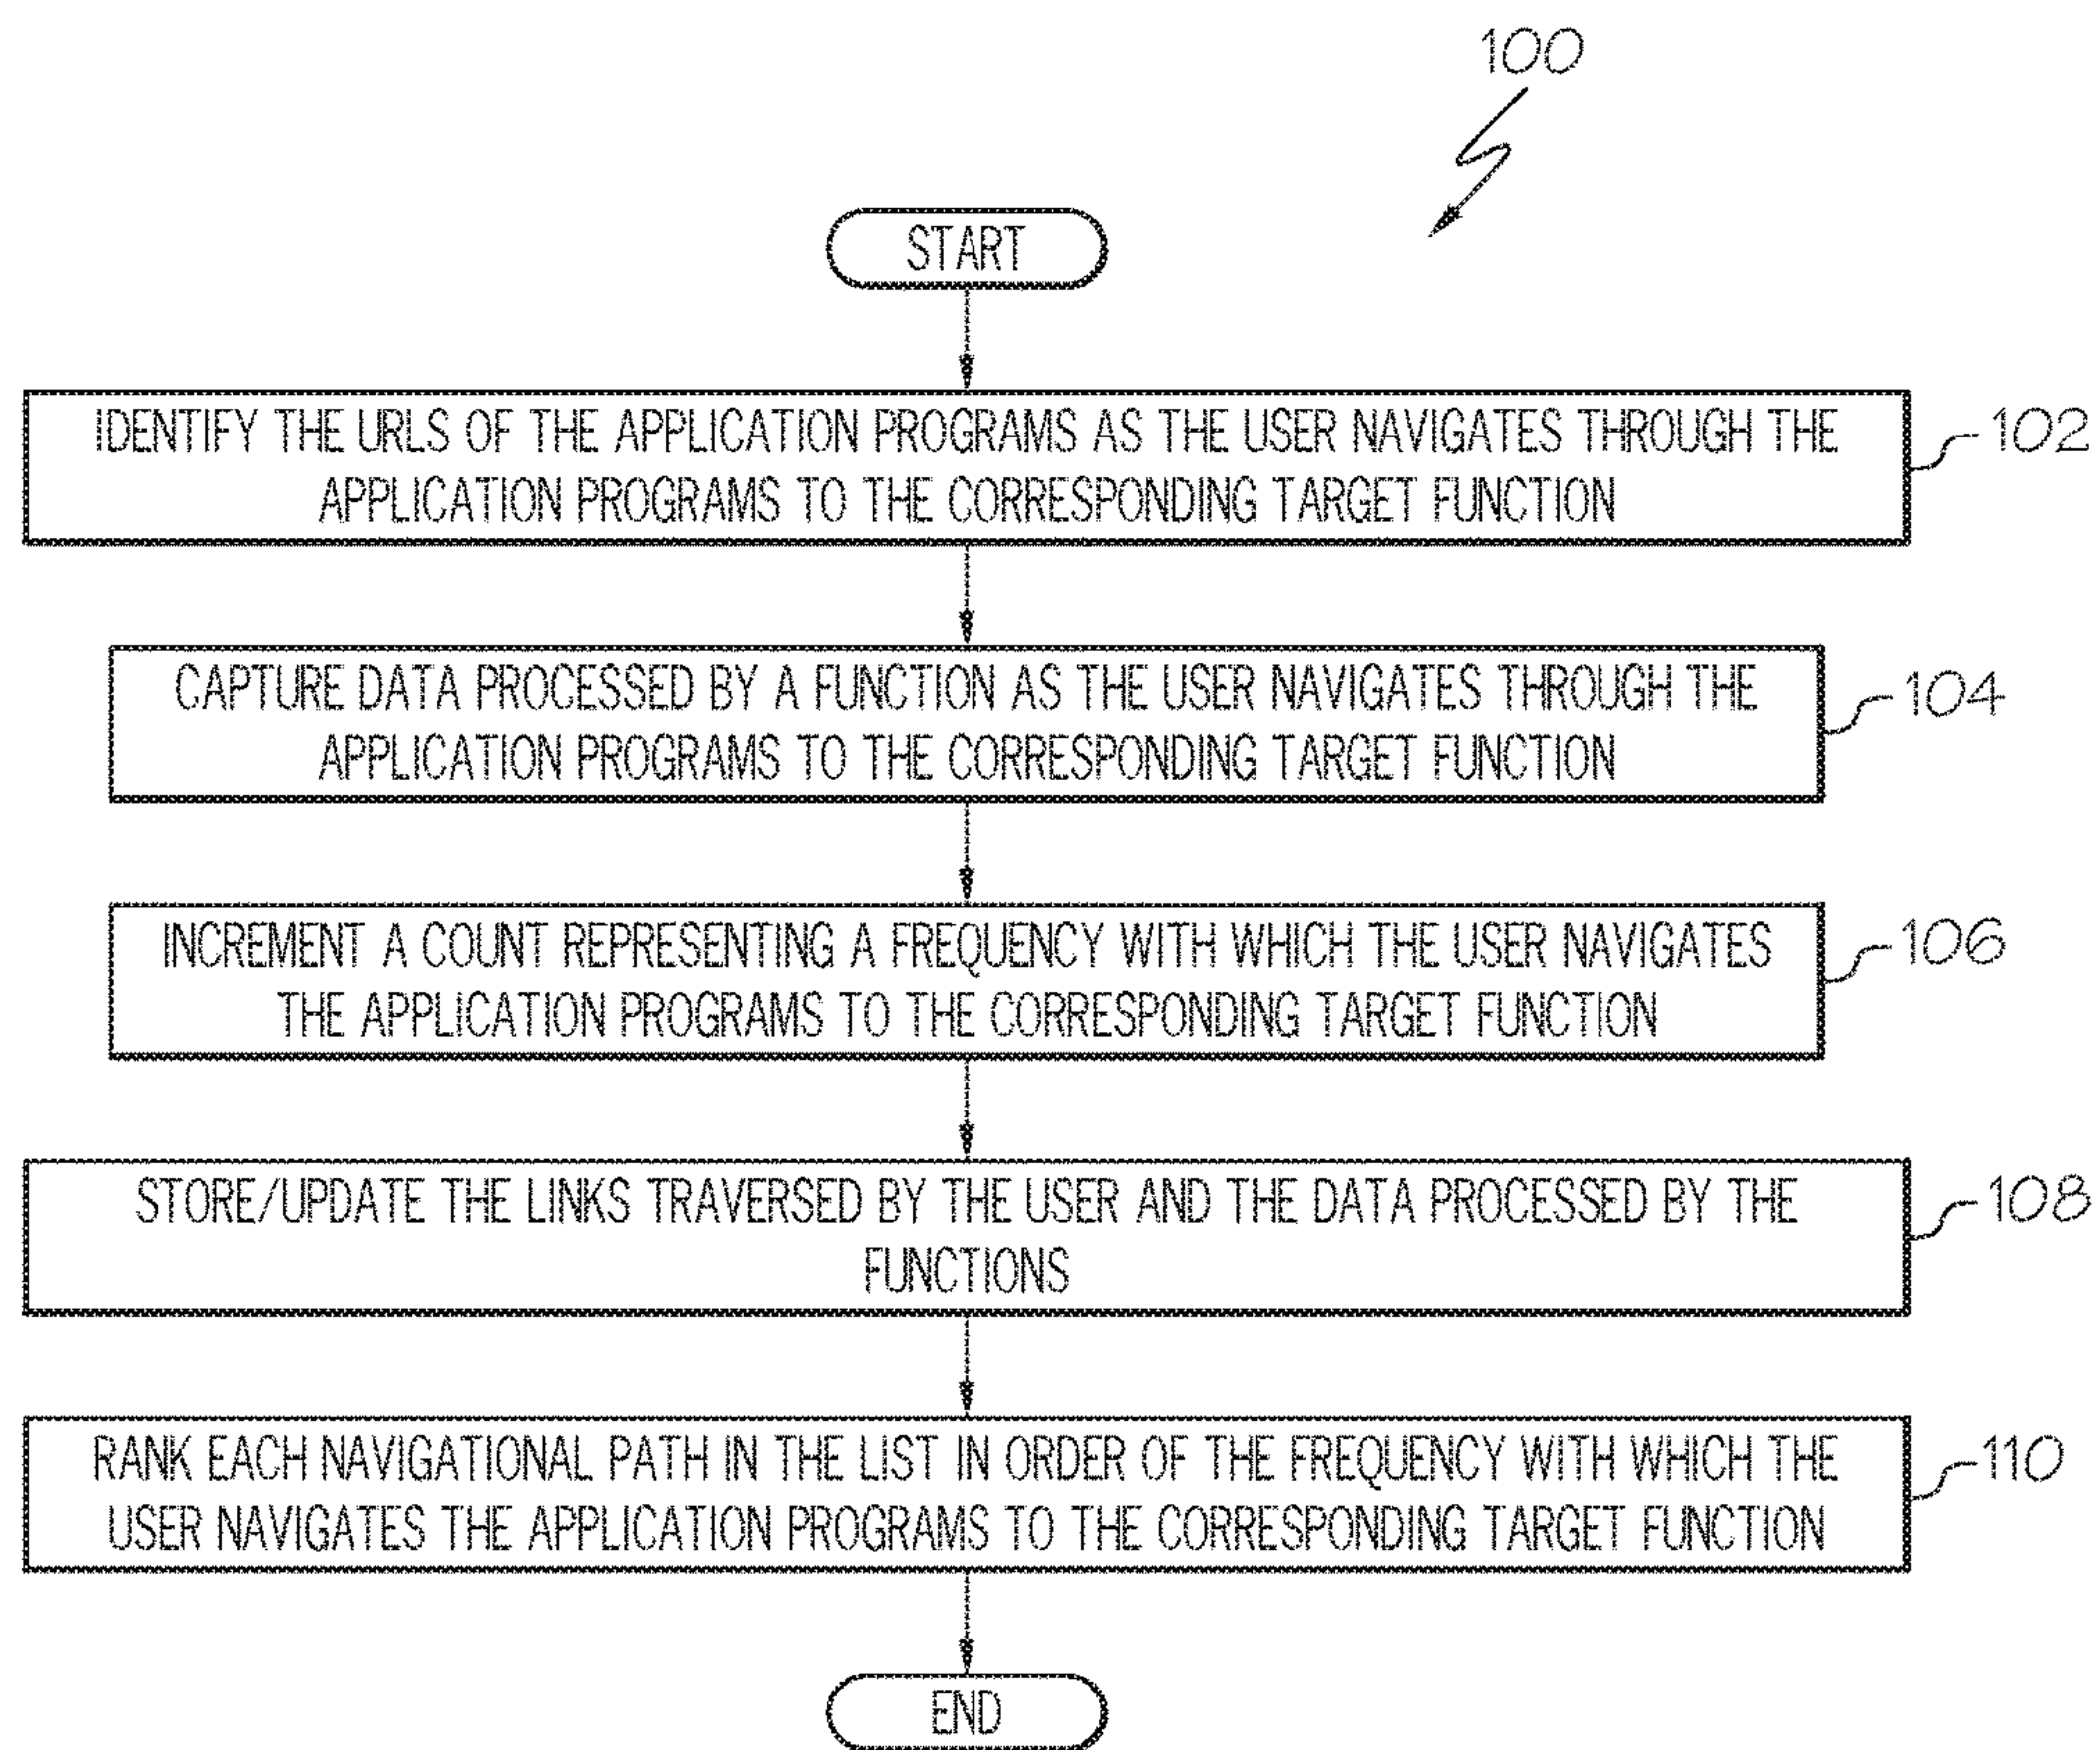 100
START
IDENTIFY THE URLS OF THE APPLICATION PROGRAMS AS THE USER NAVIGATES THROUGH THE
APPLICATION PROGRAMS TO THE CORRESPONDING TARGET FUNCTION
102
CAPTURE DATA PROCESSED BY A FUNCTION AS THE USER NAVIGATES THROUGH THE
APPLICATION PROGRAMS TO THE CORRESPONDING TARGET FUNCTION
104
INCREMENT A COUNT REPRESENTING A FREQUENCY WITH WHICH THE USER NAVIGATES
THE APPLICATION PROGRAMS TO THE CORRESPONDING TARGET FUNCTION
106
STORE/UPDATE THE LINKS TRAVERSED BY THE USER AND THE DATA PROCESSED BY THE
FUNCTIONS
108
RANK EACH NAVIGATIONAL PATH IN THE LIST IN ORDER OF THE FREQUENCY WITH WHICH THE
USER NAVIGATES THE APPLICATION PROGRAMS TO THE CORRESPONDING TARGET FUNCTION
110
END